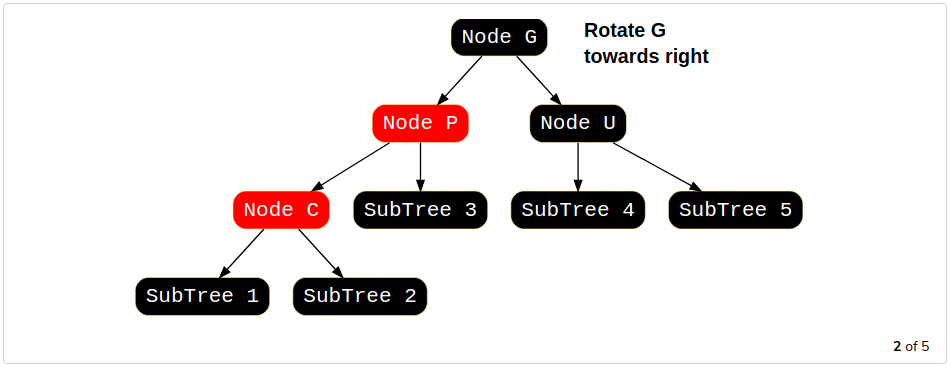 Node G
Rotate G
towards right
Node P
Node U
Node C
SubTree 3
SubTree 4
SubTree 5
SubTree 1
SubTree 2
2 of 5